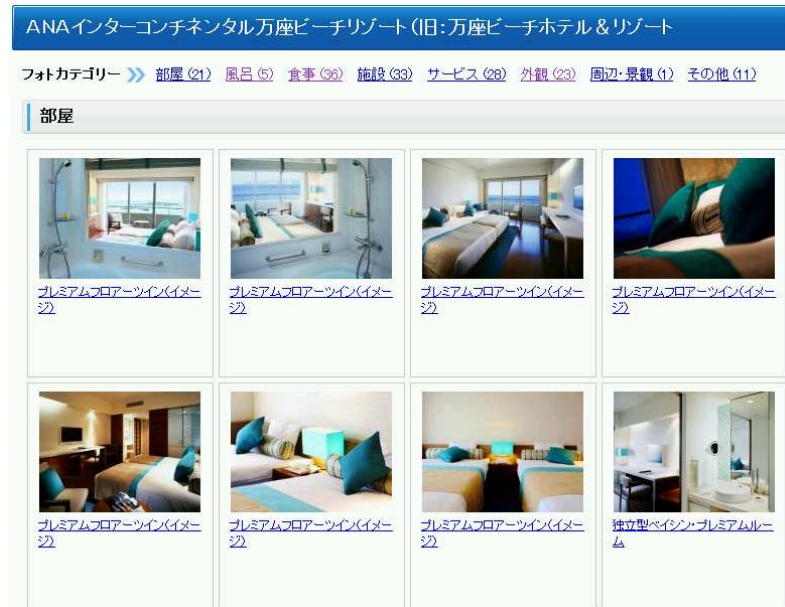 ANAインターコンチネンタル万座ビーチリゾート(旧:万座ビーチホテル＆リゾート
フォトカテゴリー 部屋(21) 風呂(5) 食事(36) 施設(33) サービス(28) 外観(23) 周辺・景観(1) その他(11)
部屋
プレミアムフロアーツイン(イメー
ジ)
プレミアムフロアーツイン(イメー
ジ)
プレミアムフロアーツイン(イメー
ジ)
プレミアムフロアーツイン(イメー
ジ)
プレミアムフロアーツイン(イメー
ジ)
プレミアムフロアーツイン(イメー
ジ)
プレミアムフロアーツイン(イメー
ジ)
独立型ベイシン・プレミアムルー
ム